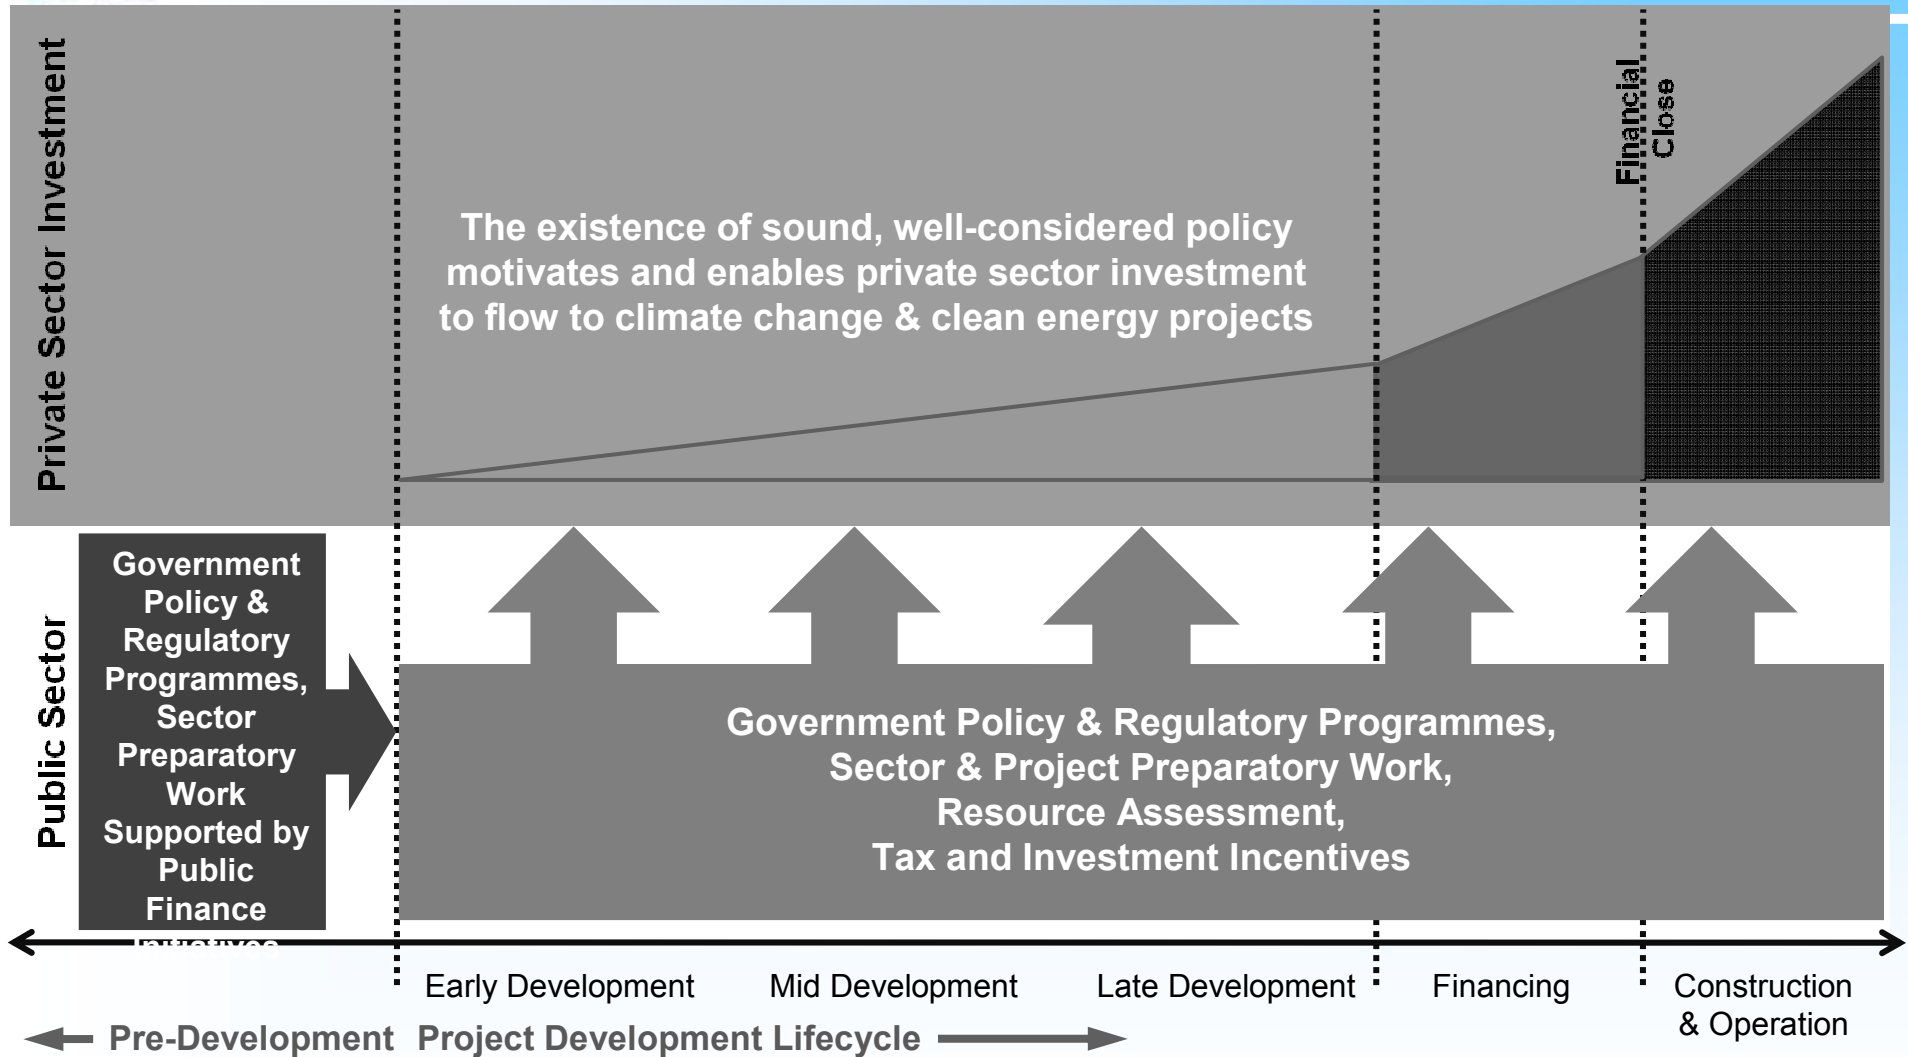 Private Sector Investment
Financial
Close
The existence of sound, well-considered policy
motivates and enables private sector investment
to flow to climate change & clean energy projects
Public Sector
Government
Policy &
Regulatory
Programmes,
Sector
Preparatory
Work
Supported by
Public
Finance
Initiatives
Government Policy & Regulatory Programmes,
Sector & Project Preparatory Work,
Resource Assessment,
Tax and Investment Incentives
Early Development
Mid Development
Late Development
Financing
Construction
& Operation
Pre-Development
Project Development Lifecycle